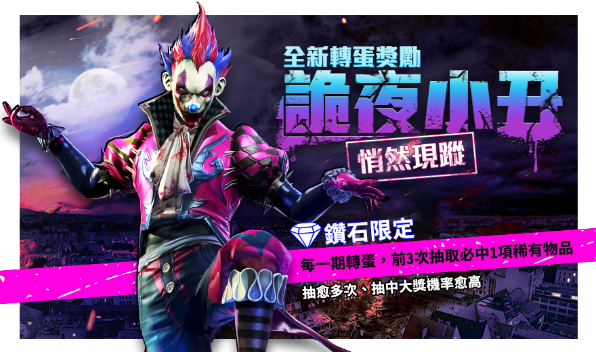 全新轉蛋獎勵
詭夜小丑
悄然現蹤
鑽石限定
每一期轉蛋，前3次抽取必中1項稀有物品
抽愈多次、抽中大獎機率愈高